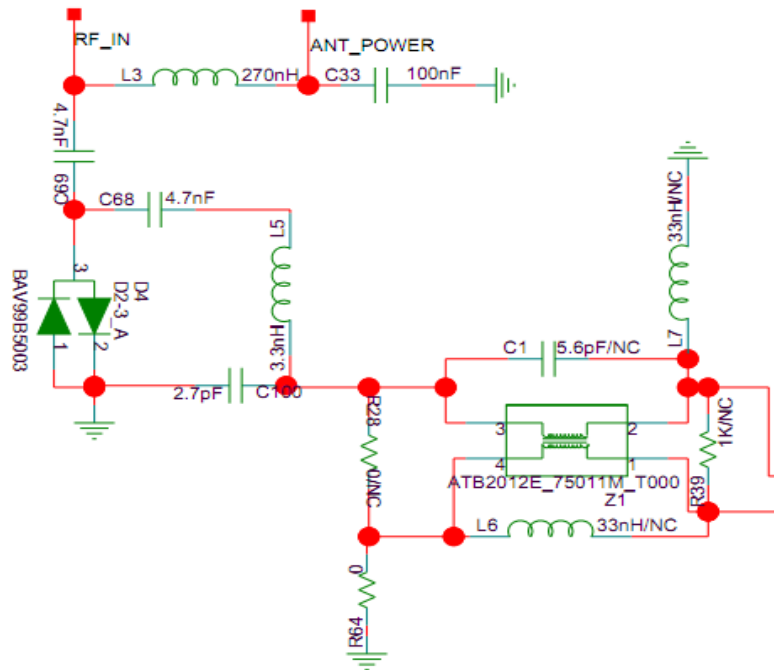 RF_IN
ANT_POWER
L3
270nH
C33
100nF
4.7nF
C69
C68
4.7nF
L5
3.3nH
33nH/NC
L7
3
D4
D2-3_A
BAV99B5003
1
2
2.7pF
C100
C1
5.6pF/NC
R28
0/NC
3
2
4
1
ATB2012E_75011M_T000
Z1
1K/NC
R39
L6
33nH/NC
0
R64